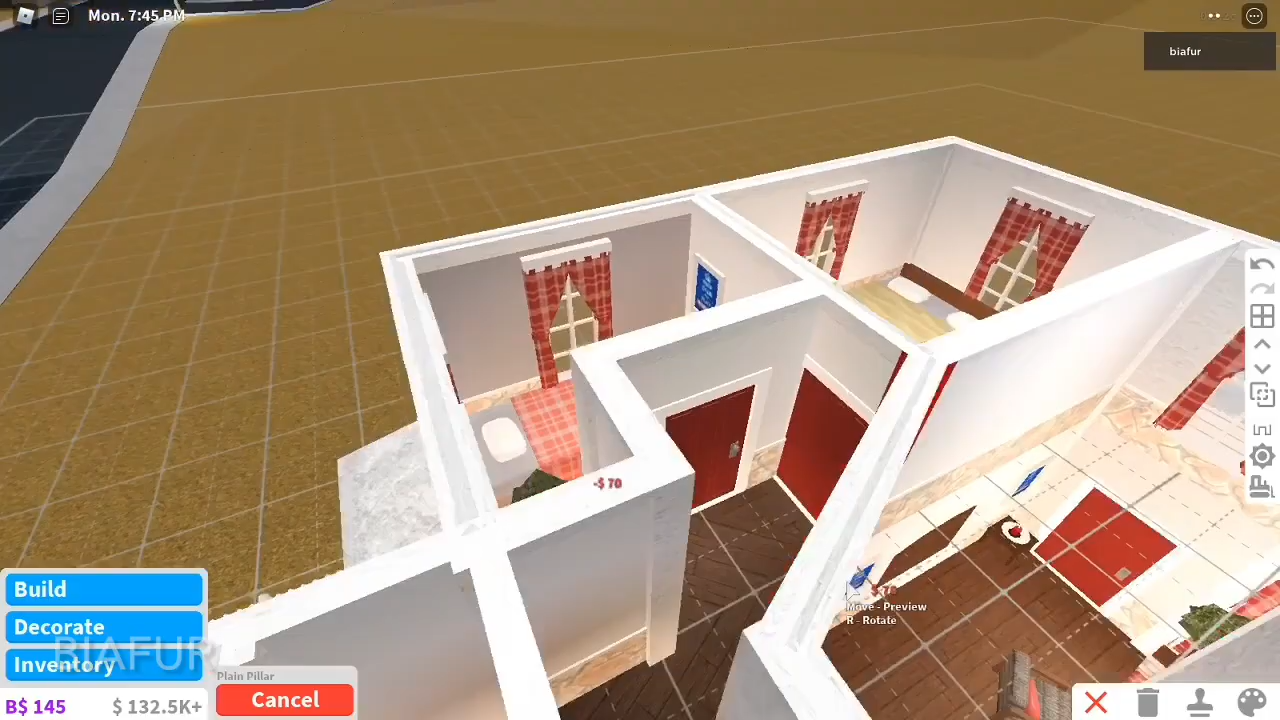 Mon. 7:45 PM
biafur
-$ 70
Move - Preview
R - Rotate
Build
Decorate
Inventory
BIAFUR
Plain Pillar
Cancel
B$ 145
$ 132.5K+